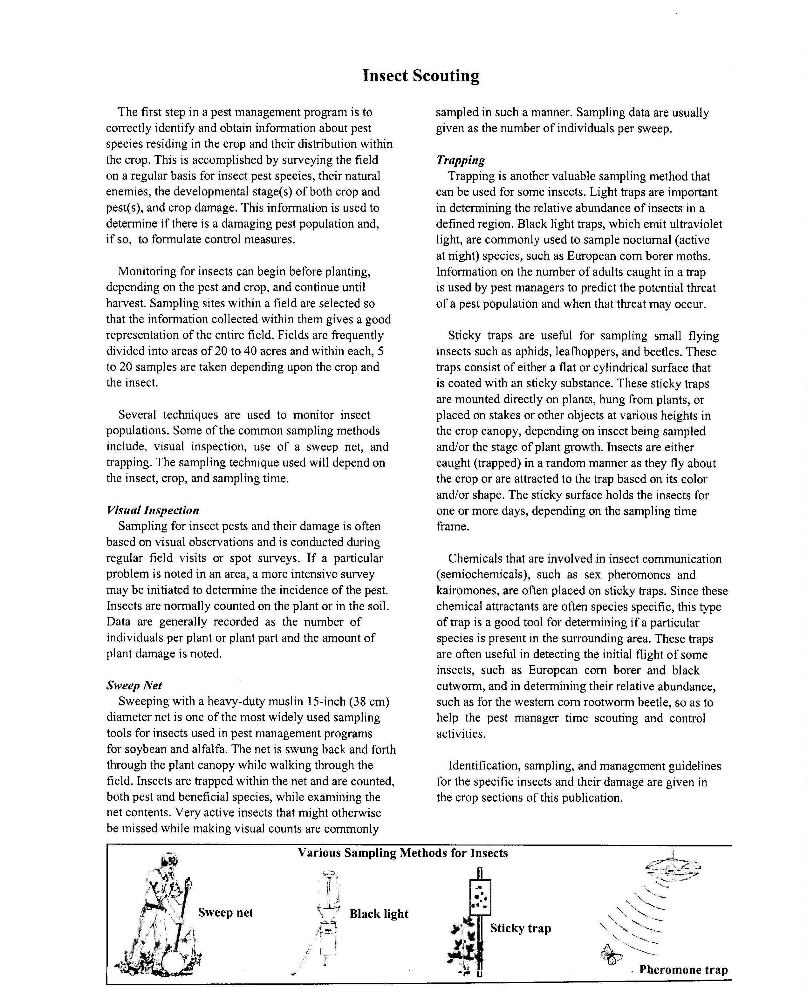 Insect Scouting
The first step in a pest management program is to
correctly identify and obtain information about pest
species residing in the crop and their distribution within
the crop. This is accomplished by surveying the field
on a regular basis for insect pest species, their natural
enemies, the developmental stage(s) of both crop and
pest(s), and crop damage. This information is used to
determine if there is a damaging pest population and,
if so, to formulate control measures.
Monitoring for insects can begin before planting,
depending on the pest and crop, and continue until
harvest. Sampling sites within a field are selected so
that the information collected within them gives a good
representation of the entire field. Fields are frequently
divided into areas of 20 to 40 acres and within each, 5
to 20 samples are taken depending upon the crop and
the insect.
Several techniques are used to monitor insect
populations. Some of the common sampling methods
include, visual inspection, use of a sweep net, and
trapping. The sampling technique used will depend on
the insect, crop, and sampling time.
Visual Inspection
Sampling for insect pests and their damage is often
based on visual observations and is conducted during
regular field visits or spot surveys. If a particular
problem is noted in an area, a more intensive survey
may be initiated to determine the incidence of the pest.
Insects are normally counted on the plant or in the soil.
Data are generally recorded as the number of
individuals per plant or plant part and the amount of
plant damage is noted.
Sweep Net
Sweeping with a heavy-duty muslin 15-inch (38 cm)
diameter net is one of the most widely used sampling
tools for insects used in pest management programs
for soybean and alfalfa. The net is swung back and forth
through the plant canopy while walking through the
field. Insects are trapped within the net and are counted,
both pest and beneficial species, while examining the
net contents. Very active insects that might otherwise
be missed while making visual counts are commonly
sampled in such a manner. Sampling data are usually
given as the number of individuals per sweep.
Trapping
Trapping is another valuable sampling method that
can be used for some insects. Light traps are important
in determining the relative abundance of insects in a
defined region. Black light traps, which emit ultraviolet
light, are commonly used to sample nocturnal (active
at night) species, such as European corn borer moths.
Information on the number of adults caught in a trap
is used by pest managers to predict the potential threat
of a pest population and when that threat may occur.
Sticky traps are useful for sampling small flying
insects such as aphids, leafhoppers, and beetles. These
traps consist of either a flat or cylindrical surface that
is coated with an sticky substance. These sticky traps
are mounted directly on plants, hung from plants, or
placed on stakes or other objects at various heights in
the crop canopy, depending on insect being sampled
and/or the stage of plant growth. Insects are either
caught (trapped) in a random manner as they fly about
the crop or are attracted to the trap based on its color
and/or shape. The sticky surface holds the insects for
one or more days, depending on the sampling time
frame.
Chemicals that are involved in insect communication
(semiochemicals), such as sex pheromones and
kairomones, are often placed on sticky traps. Since these
chemical attractants are often species specific, this type
of trap is a good tool for determining if a particular
species is present in the surrounding area. These traps
are often useful in detecting the initial flight of some
insects, such as European corn borer and black
cutworm, and in determining their relative abundance,
such as for the western corn rootworm beetle, so as to
help the pest manager time scouting and control
activities.
Identification, sampling, and management guidelines
for the specific insects and their damage are given in
the crop sections of this publication.
Various Sampling Methods for Insects
Sweep net
Black light
Sticky trap
Pheromone trap